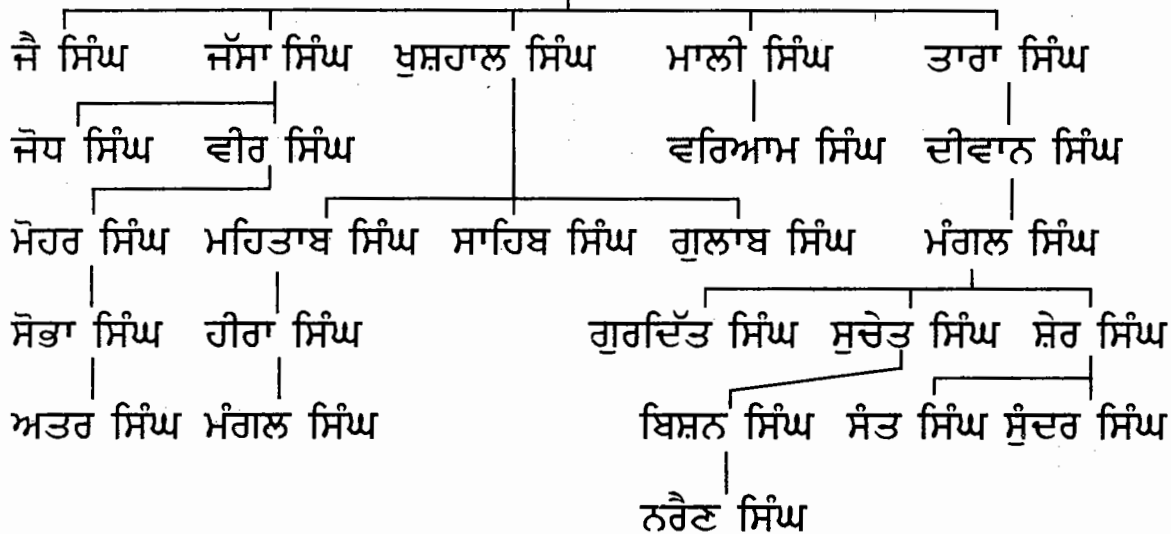 ਜੈ ਸਿੰਘ ਜੱਸਾ ਸਿੰਘ ਖੁਸ਼ਹਾਲ ਸਿੰਘ ਮਾਲੀ ਸਿੰਘ ਤਾਰਾ ਸਿੰਘ
ਜੋਧ ਸਿੰਘ ਵੀਰ ਸਿੰਘ ਵਰਿਆਮ ਸਿੰਘ ਦੀਵਾਨ ਸਿੰਘ
ਮੋਹਰ ਸਿੰਘ ਮਹਿਤਾਬ ਸਿੰਘ ਸਾਹਿਬ ਸਿੰਘ ਗੁਲਾਬ ਸਿੰਘ ਮੰਗਲ ਸਿੰਘ
ਸੋਭਾ ਸਿੰਘ ਹੀਰਾ ਸਿੰਘ ਗੁਰਦਿੱਤ ਸਿੰਘ ਸੁਚੇਤ ਸਿੰਘ ਸ਼ੇਰ ਸਿੰਘ
ਅਤਰ ਸਿੰਘ ਮੰਗਲ ਸਿੰਘ ਬਿਸ਼ਨ ਸਿੰਘ ਸੰਤ ਸਿੰਘ ਸੁੰਦਰ ਸਿੰਘ
ਨਰੈਣ ਸਿੰਘ